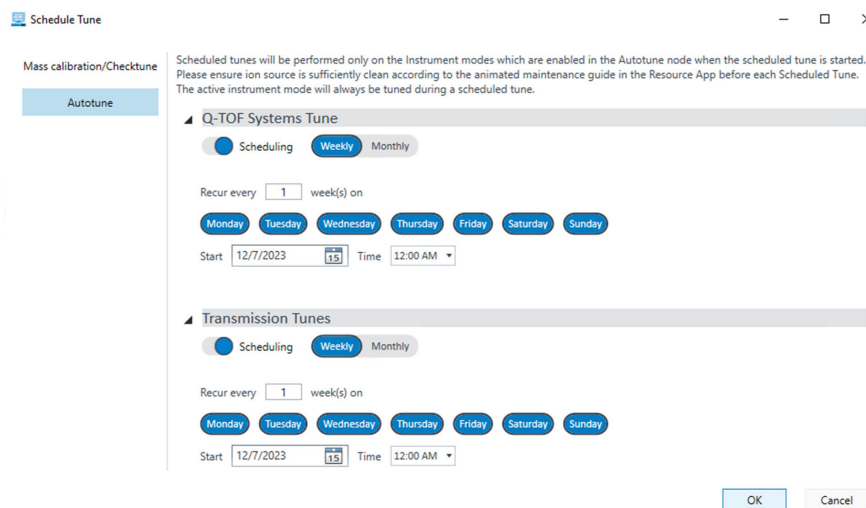 Schedule Tune
Mass calibration/Checktune
Autotune
Scheduled tunes will be performed only on the Instrument modes which are enabled in the Autotune node when the scheduled tune is started.
Please ensure ion source is sufficiently clean according to the animated maintenance guide in the Resource App before each Scheduled Tune.
The active instrument mode will always be tuned during a scheduled tune.
Q-TOF Systems Tune
Scheduling Weekly Monthly
Recur every 1 week(s) on
Monday Tuesday Wednesday Thursday Friday Saturday Sunday
Start 12/7/2023 15 Time 12:00 AM
Transmission Tunes
Scheduling Weekly Monthly
Recur every 1 week(s) on
Monday Tuesday Wednesday Thursday Friday Saturday Sunday
Start 12/7/2023 15 Time 12:00 AM
OK Cancel